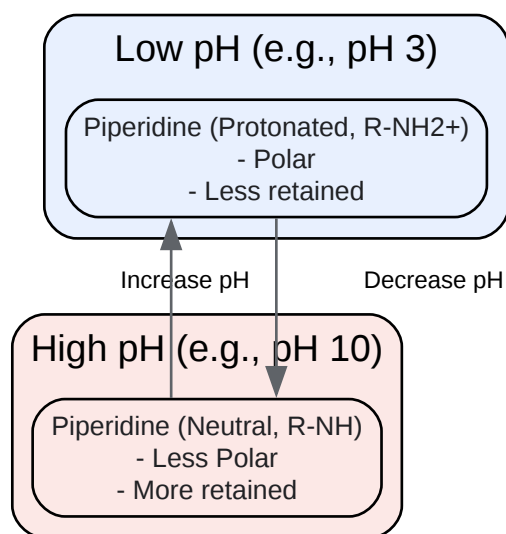 Low pH (e.g., pH 3)
Piperidine (Protonated, R-NH2+)
- Polar
- Less retained
Increase pH
Decrease pH
High pH (e.g., pH 10)
Piperidine (Neutral, R-NH)
- Less Polar
- More retained